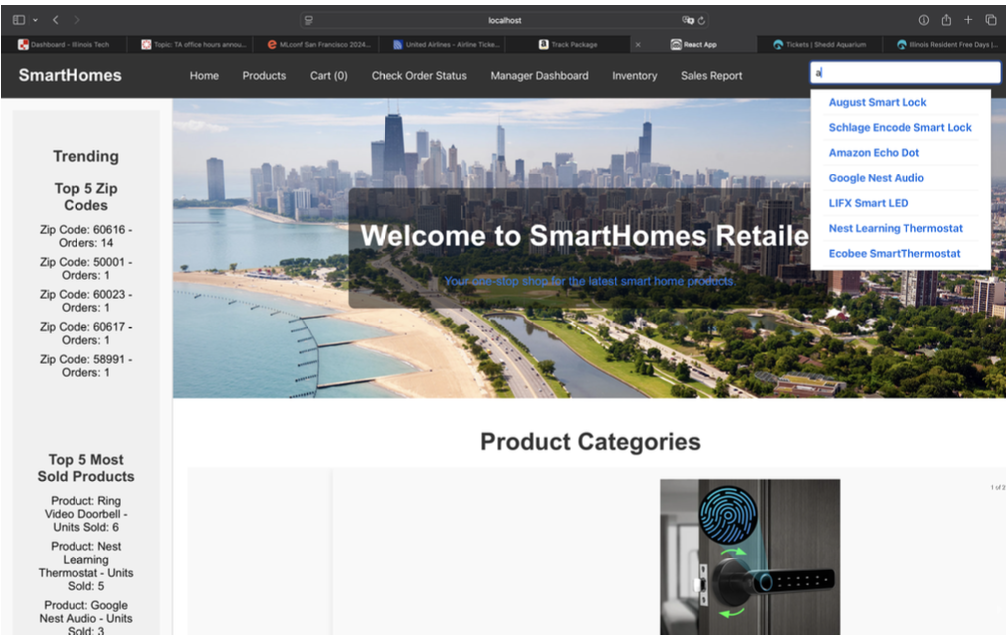 localhost
Dashboard – Illinois Tech
Topic: TA office hours annou...
MLconf San Francisco 2024...
United Airlines - Airline Ticke...
Track Package
React App
Tickets | Shedd Aquarium
Illinois Resident Free Days |...
SmartHomes
Home
Products
Cart (0)
Check Order Status
Manager Dashboard
Inventory
Sales Report
a
August Smart Lock
Schlage Encode Smart Lock
Amazon Echo Dot
Google Nest Audio
LIFX Smart LED
Nest Learning Thermostat
Ecobee SmartThermostat
Trending
Top 5 Zip
Codes
Zip Code: 60616 -
Orders: 14
Zip Code: 50001 -
Orders: 1
Zip Code: 60023 -
Orders: 1
Zip Code: 60617 -
Orders: 1
Zip Code: 58991 -
Orders: 1
Top 5 Most
Sold Products
Product: Ring
Video Doorbell -
Units Sold: 6
Product: Nest
Learning
Thermostat - Units
Sold: 5
Product: Google
Nest Audio - Units
Sold: 3
Welcome to SmartHomes Retaile
Your one-stop shop for the latest smart home products.
Product Categories
1 of 2